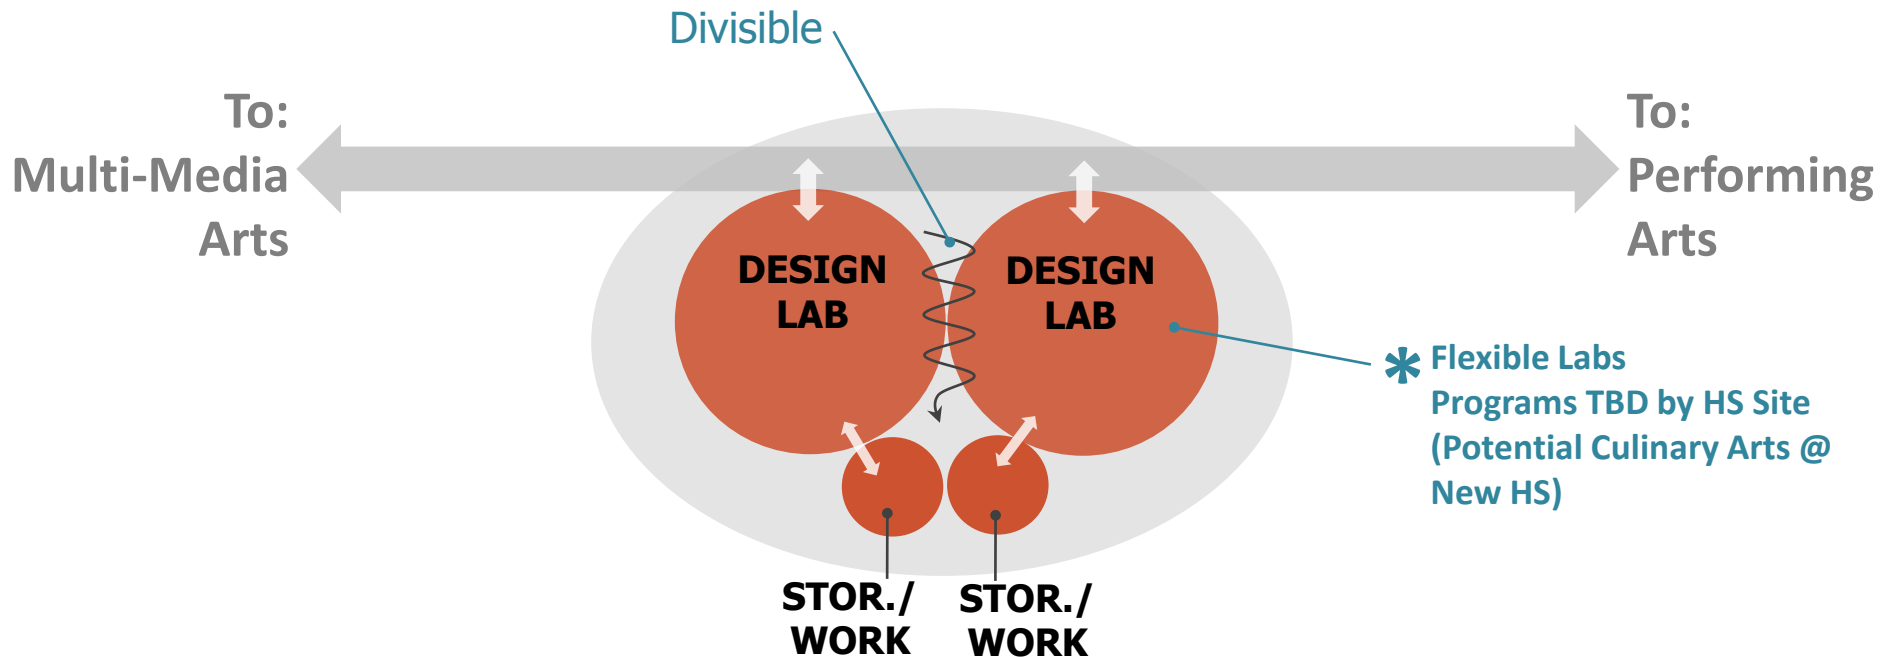 Divisible
To:
Multi-Media
Arts
To:
Performing
Arts
DESIGN
LAB
DESIGN
LAB
* Flexible Labs
Programs TBD by HS Site
(Potential Culinary Arts @
New HS)
STOR./
WORK
STOR./
WORK